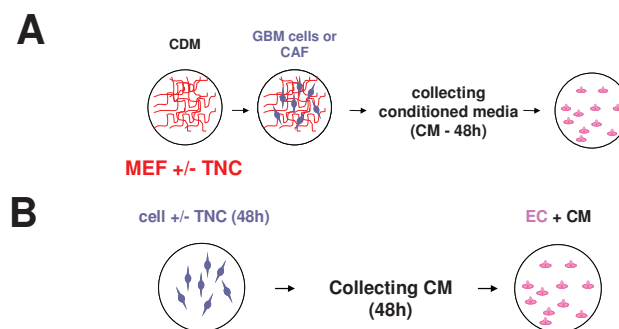 A
CDM
GBM cells or
CAF
collecting
conditioned media
(CM - 48h)
MEF +/- TNC
B
cell +/- TNC (48h)
EC + CM
Collecting CM
(48h)